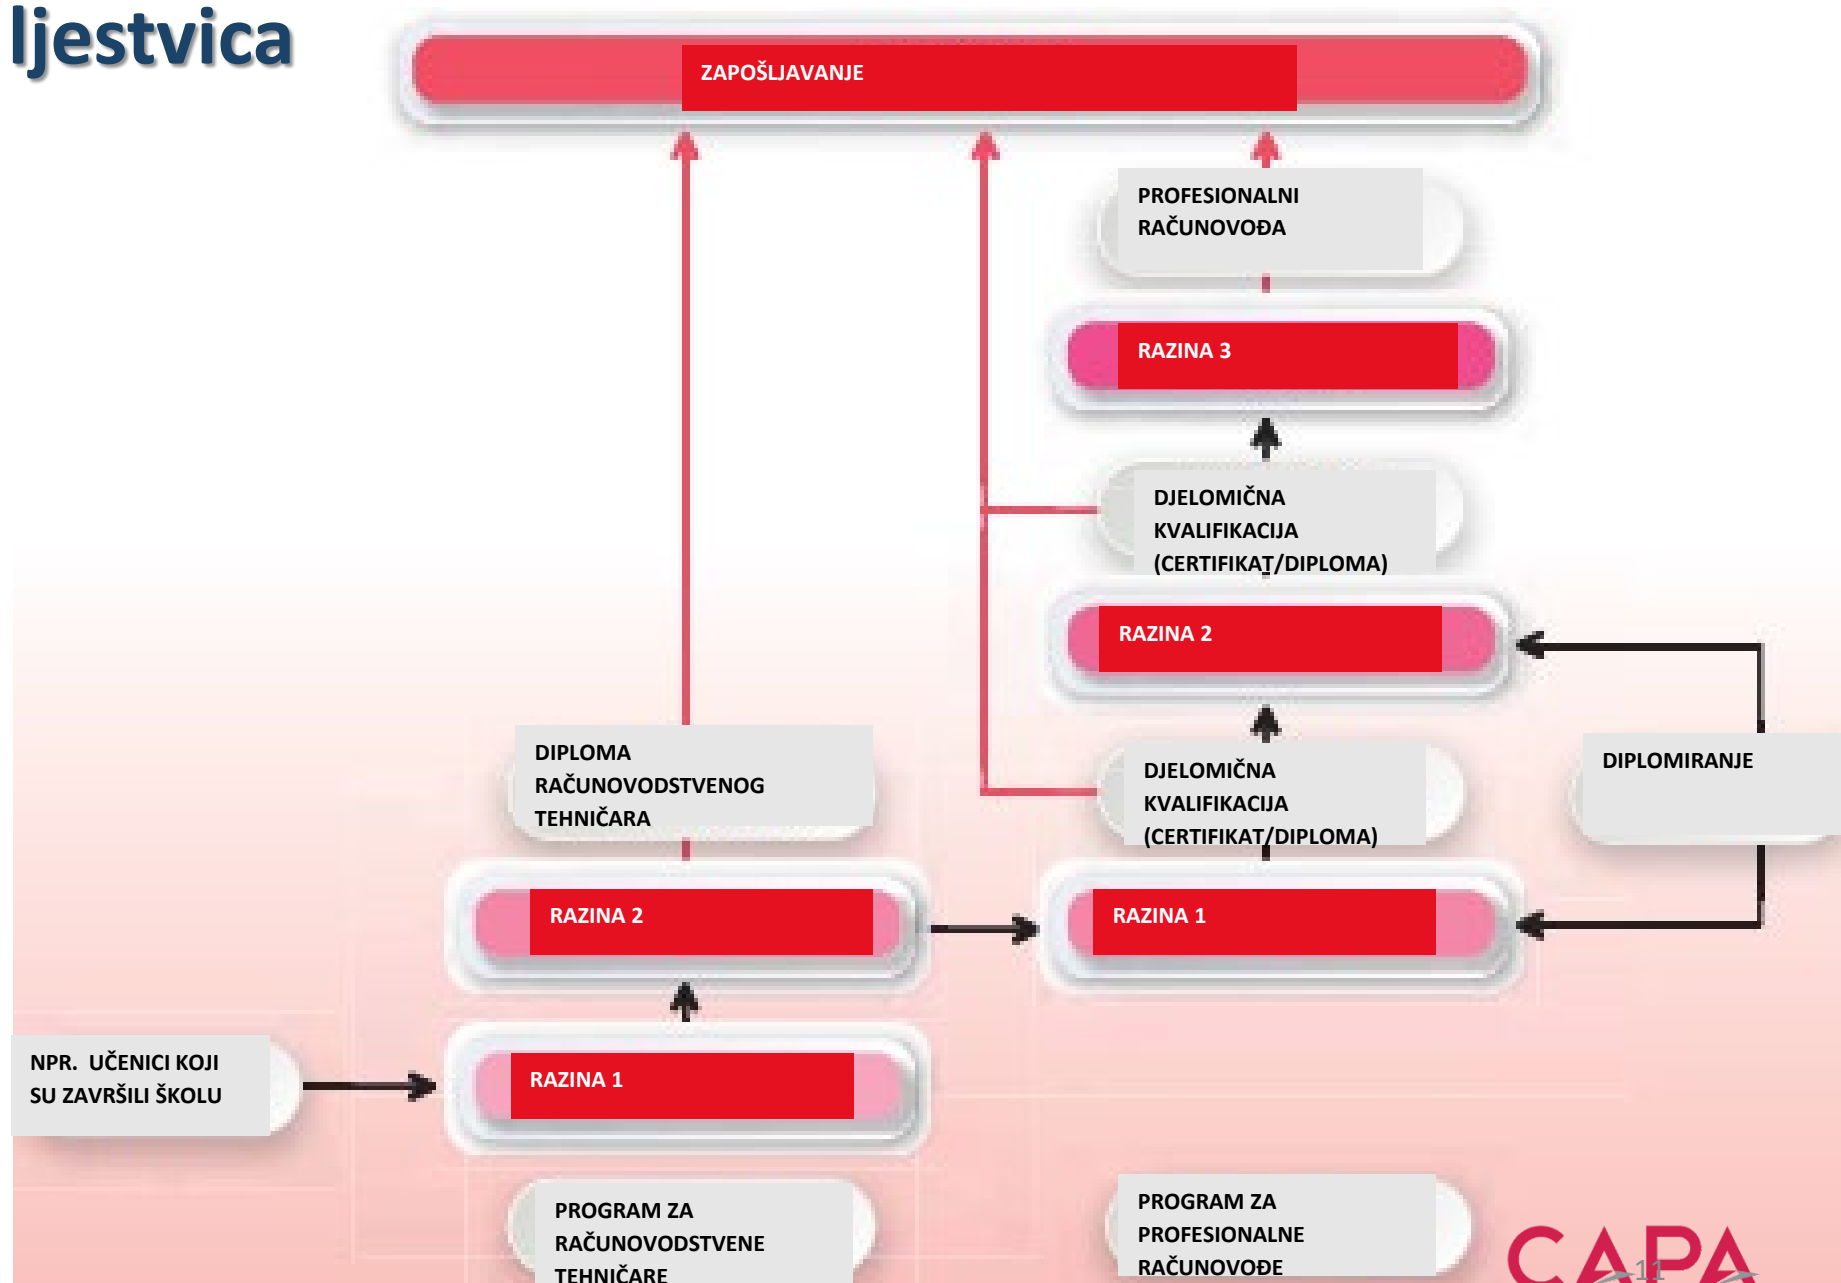 ljestvica
ZAPOŠLJAVANJE
PROFESIONALNI
RAČUNOVOĐA
RAZINA 3
DJELOMIČNA
KVALIFIKACIJA
(CERTIFIKAT/DIPLOMA)
RAZINA 2
DIPLOMA
RAČUNOVODSTVENOG
TEHNIČARA
DJELOMIČNA
KVALIFIKACIJA
(CERTIFIKAT/DIPLOMA)
DIPLOMIRANJE
RAZINA 2
RAZINA 1
NPR.  UČENICI KOJI
SU ZAVRŠILI ŠKOLU
RAZINA 1
PROGRAM ZA
RAČUNOVODSTVENE
TEHNIČARE
PROGRAM ZA
PROFESIONALNE
RAČUNOVOĐE
CAPA
11